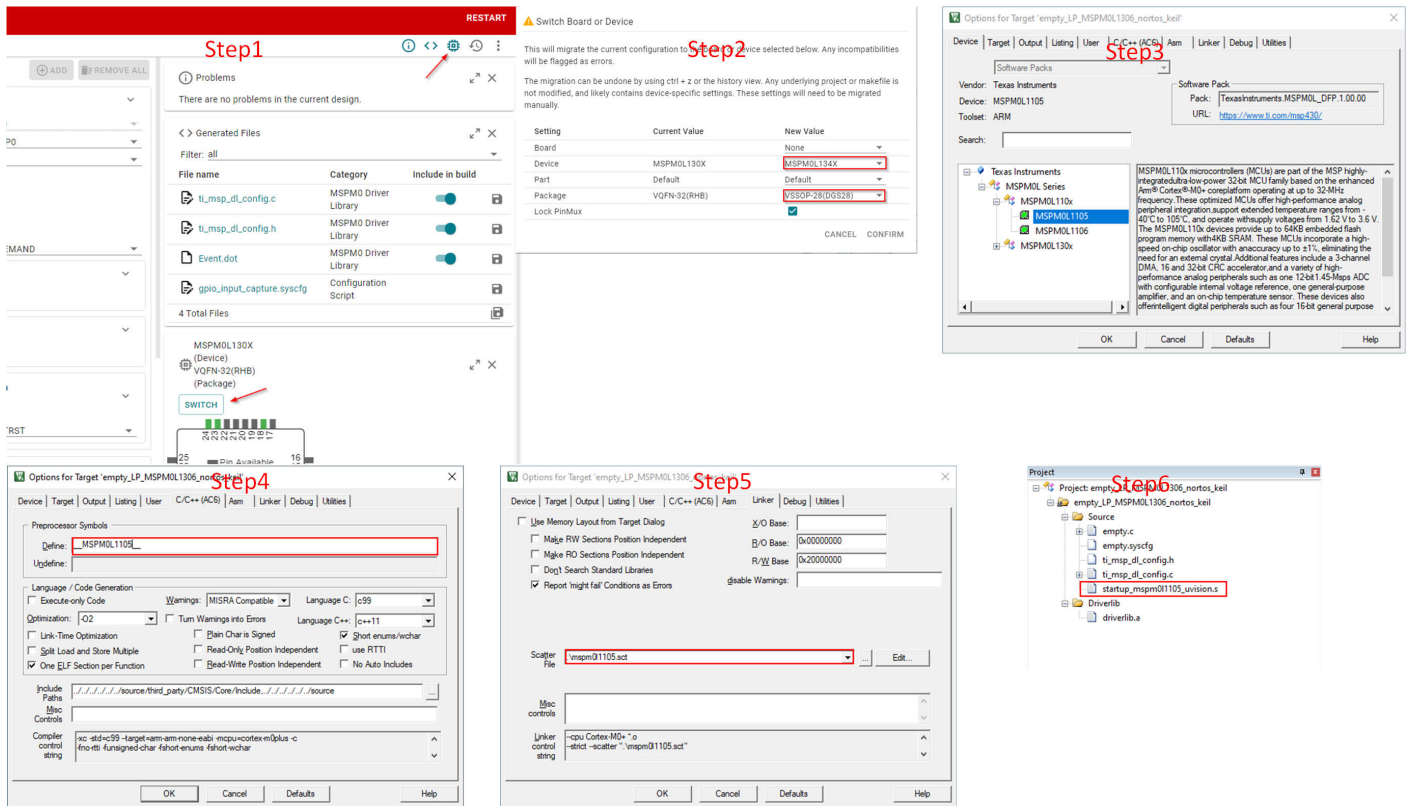 RESTART
Step1
ADD
REMOVE ALL
Problems
There are no problems in the current design.
Generated Files
Filter: all
File name
Category
Include in build
ti_msp_dl_config.c
MSPM0 Driver
Library
ti_msp_dl_config.h
MSPM0 Driver
Library
Event.dot
MSPM0 Driver
Library
gpio_input_capture.syscfg
Configuration
Script
4 Total Files
P0
EMAND
RST
MSPM0L130X
(Device)
VQFN-32(RHB)
(Package)
SWITCH
24
23
22
21
20
19
18
17
25
Pin Available
16
Switch Board or Device
Step2
This will migrate the current configuration to the board or device selected below. Any incompatibilities
will be flagged as errors.
The migration can be undone by using ctrl + z or the history view. Any underlying project or makefile is
not modified, and likely contains device-specific settings. These settings will need to be migrated
manually.
Setting Current Value New Value
Board None
Device MSPM0L130X MSPM0L134X
Part Default Default
Package VQFN-32(RHB) VSSOP-28(DGS28)
Lock PinMux
CANCEL CONFIRM
Options for Target 'empty_LP_MSPM0L1306_nortos_keil'
Step3
Device Target Output Listing User C/C++ (AC6) Asm Linker Debug Utilities
Software Packs
Vendor: Texas Instruments
Device: MSPM0L1105
Toolset: ARM
Search:
Software Pack
Pack: TexasInstruments.MSPM0L_DFP.1.00.00
URL: https://www.ti.com/msp430/
Texas Instruments
MSPM0L Series
MSPM0L110x
MSPM0L1105
MSPM0L1106
MSPM0L130x
MSPM0L110x microcontrollers (MCUs) are part of the MSP highly-
integratedultra-low-power 32-bit MCU family based on the enhanced
Arm® Cortex®-M0+ coreplatform operating at up to 32-MHz
frequency.These optimized MCUs offer high-performance analog
peripheral integration,support extended temperature ranges from -
40°C to 105°C, and operate withsupply voltages from 1.62 V to 3.6 V.
The MSPM0L110x devices provide up to 64KB embedded flash
program memory with4KB SRAM. These MCUs incorporate a high-
speed on-chip oscillator with anaccuracy up to ±1%, eliminating the
need for an external crystal.Additional features include a 3-channel
DMA, 16 and 32-bit CRC accelerator,and a variety of high-
performance analog peripherals such as one 12-bit1.45-Msps ADC
with configurable internal voltage reference, one general-purpose
amplifier, and an on-chip temperature sensor. These devices also
offerintelligent digital peripherals such as four 16-bit general purpose
OK Cancel Defaults Help
Options for Target 'empty_LP_MSPM0L1306_nortos_keil'
Step4
Device Target Output Listing User C/C++ (AC6) Asm Linker Debug Utilities
Preprocessor Symbols
Define: __MSPM0L1105__
Undefine:
Language / Code Generation
Execute-only Code Warnings: MISRA Compatible Language C: c99
Optimization: -O2 Turn Warnings into Errors Language C++: c++11
Link-Time Optimization Plain Char is Signed Short enums/wchar
Split Load and Store Multiple Read-Only Position Independent use RTTI
One ELF Section per Function Read-Write Position Independent No Auto Includes
Include
Paths
../../../../../../source/third_party/CMSIS/Core/Include;../../../../../../source
...
Misc
Controls
Compiler
control
string
-xc -std=c99 --target=arm-arm-none-eabi -mcpu=cortex-m0plus -c
-fno-rtti -funsigned-char -fshort-enums -fshort-wchar
OK Cancel Defaults Help
Options for Target 'empty_LP_MSPM0L1306_nortos_keil'
Step5
Device Target Output Listing User C/C++ (AC6) Asm Linker Debug Utilities
Use Memory Layout from Target Dialog
Make RW Sections Position Independent
Make RO Sections Position Independent
Don't Search Standard Libraries
Report 'might fail' Conditions as Errors
X/O Base:
R/O Base: 0x00000000
R/W Base 0x20000000
disable Warnings:
Scatter
File
.\mspm0l1105.sct
...
Edit...
Misc
controls
Linker
control
string
--cpu Cortex-M0+ *.o
--strict --scatter ".\mspm0l1105.sct"
OK Cancel Defaults Help
Project
Step6
Project: empty_LP_MSPM0L1306_nortos_keil
empty_LP_MSPM0L1306_nortos_keil
Source
empty.c
empty.syscfg
ti_msp_dl_config.h
ti_msp_dl_config.c
startup_mspm0l1105_uvision.s
Driverlib
driverlib.a